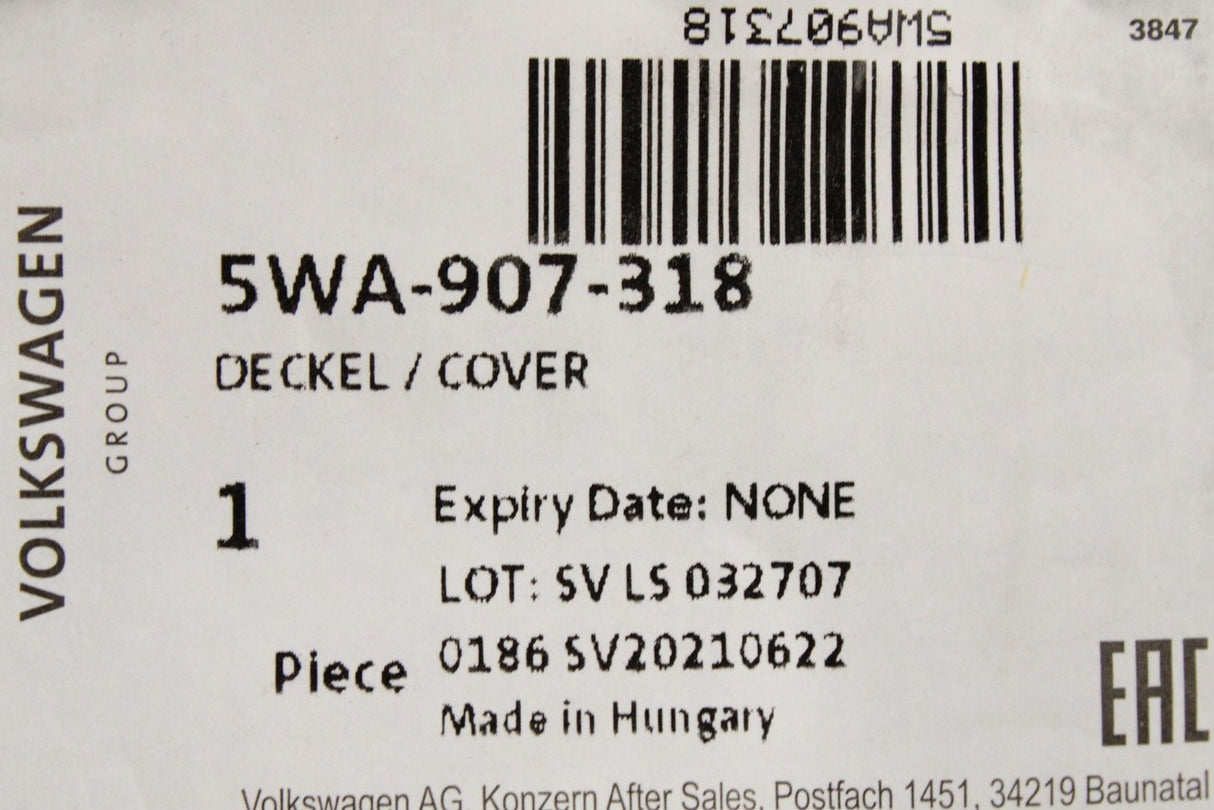 5WA907318
3847
5WA-907-318
DECKEL / COVER
1
Expiry Date: NONE
LOT: SV LS 032707
Piece
0186 SV20210622
Made in Hungary
VOLKSWAGEN
GROUP
EAC
Volkswagen AG, Konzern After Sales, Postfach 1451, 34219 Baunatal